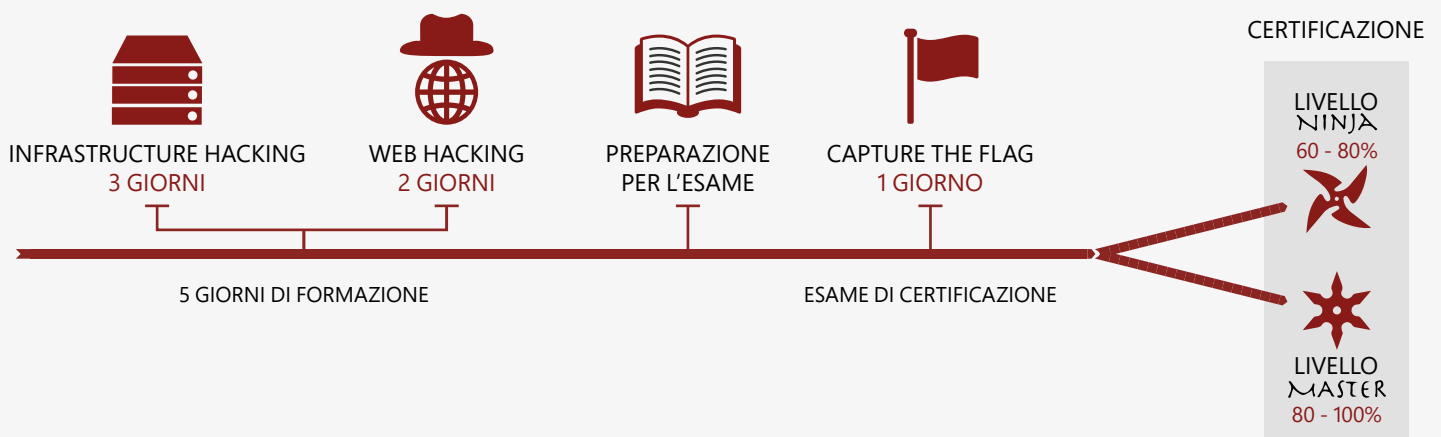 CERTIFICAZIONE
INFRASTRUCTURE HACKING
3 GIORNI
WEB HACKING
2 GIORNI
PREPARAZIONE
PER L'ESAME
CAPTURE THE FLAG
1 GIORNO
5 GIORNI DI FORMAZIONE
ESAME DI CERTIFICAZIONE
LIVELLO
NINJA
60 - 80%
LIVELLO
MASTER
80 - 100%